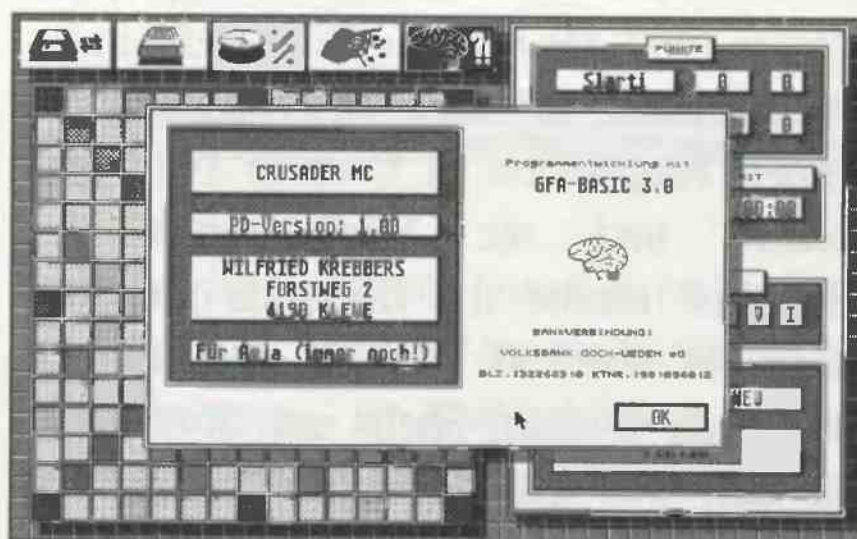 ?!
PUNKTE
Slarti 0 0
0
CRUSADER MC
PD-Version: 1.00
WILFRIED KREBBERS
FORSTWEG 2
4190 KLEVE
Für Anja (immer noch!)
Programmentwicklung mit
GFA-BASIC 3.0
BANKVERBINDUNG:
VOLKSBANK GOCH-UEDEM eG
00:00
V I
NEU
OK